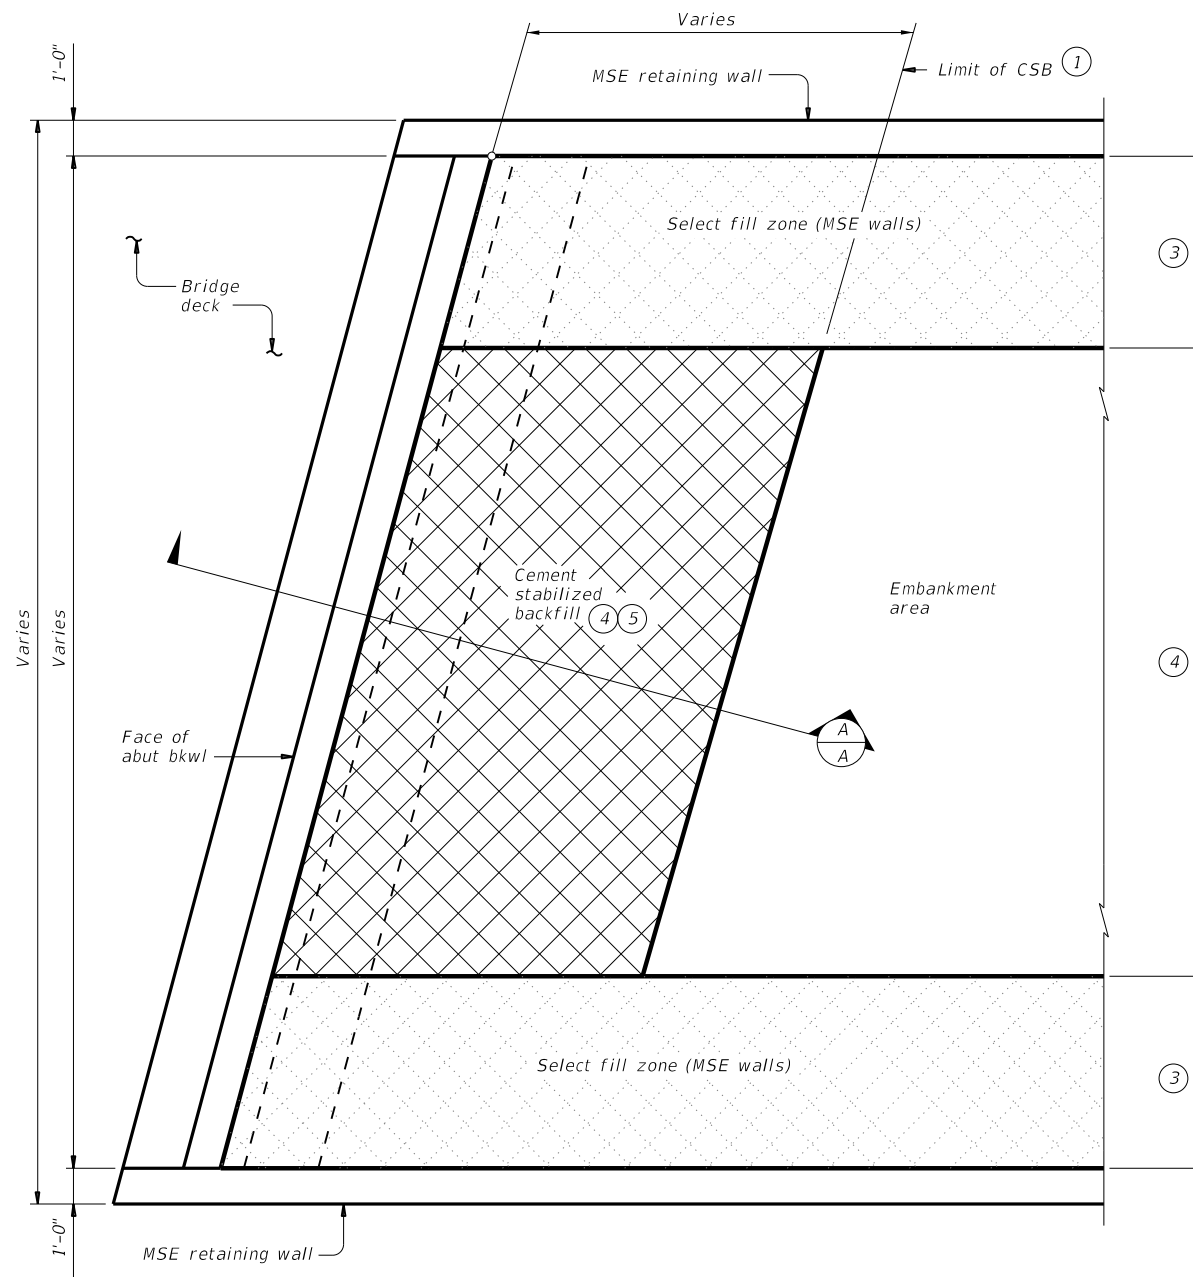 Varies
1'-0"
MSE retaining wall
Limit of CSB 1
Select fill zone (MSE walls)
3
Bridge
deck
Cement
stabilized
backfill 4 5
Embankment
area
Varies
Varies
4
Face of
abut bkwl
A
A
Select fill zone (MSE walls)
3
1'-0"
MSE retaining wall